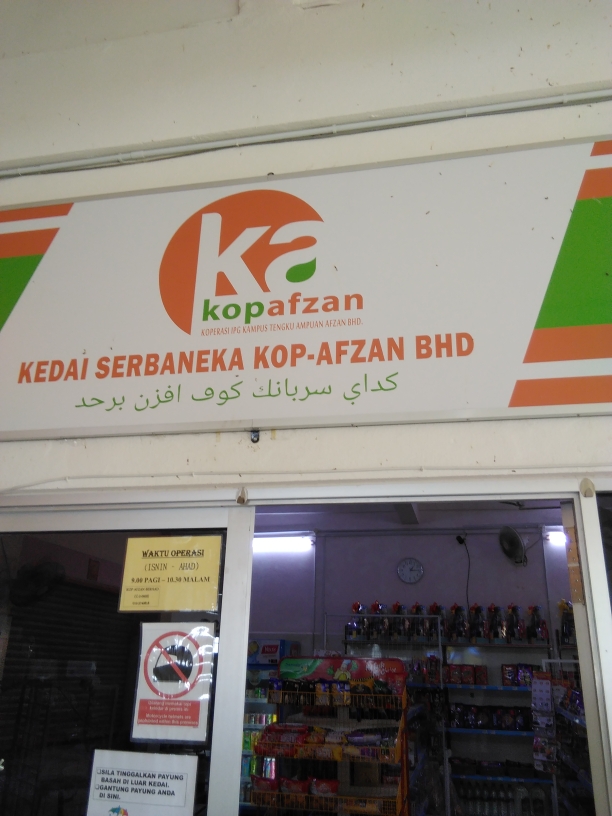 ka
kopafzan
KOPERASI IPG KAMPUS TENGKU AMPUAN AFZAN BHD.
KEDAI SERBANEKA KOP-AFZAN BHD
كداي سربانك كوف افزن برحد
WAKTU OPERASI
(ISNIN - AHAD)
9.00 PAGI - 10.30 MALAM
SILA TINGGALKAN PAYUNG
BASAH DI LUAR KEDAI.
GANTUNG PAYUNG ANDA
DI SINI.